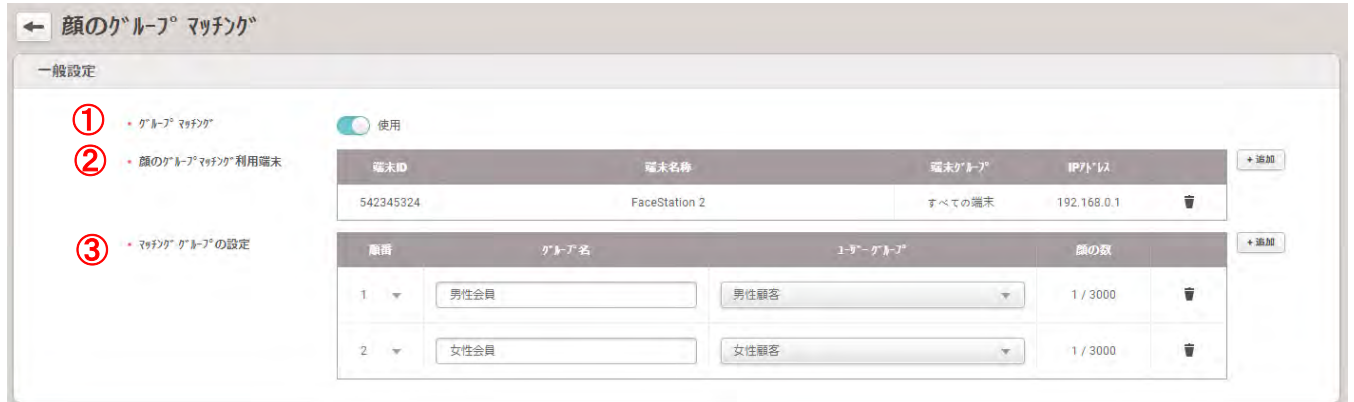 顔のｸﾞﾙｰﾌﾟ ﾏｯﾁﾝｸﾞ
一般設定
① • ｸﾞﾙｰﾌﾟ ﾏｯﾁﾝｸﾞ 使用
② • 顔のｸﾞﾙｰﾌﾟﾏｯﾁﾝｸﾞ利用端末
端末ID 端末名称 端末ｸﾞﾙｰﾌﾟ IPｱﾄﾞﾚｽ + 追加
542345324 FaceStation 2 すべての端末 192.168.0.1
③ • ﾏｯﾁﾝｸﾞ ｸﾞﾙｰﾌﾟの設定
順番 ｸﾞﾙｰﾌﾟ名 ﾕｰｻﾞｰ ｸﾞﾙｰﾌﾟ 顔の数 + 追加
1 男性会員 男性顧客 1 / 3000
2 女性会員 女性顧客 1 / 3000